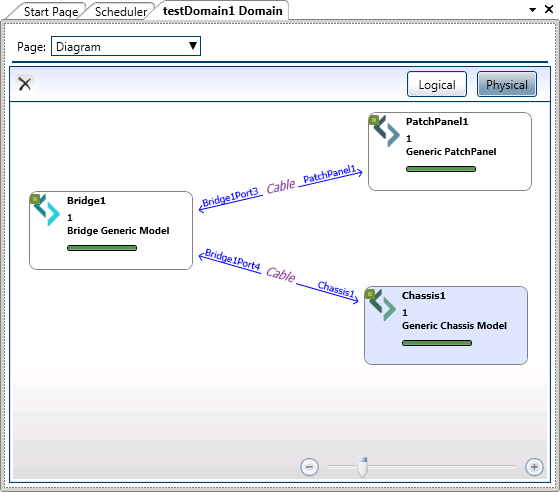 Start Page
Scheduler
testDomain1 Domain
Page:
Diagram
Logical
Physical
PatchPanel1
1
Generic PatchPanel
Bridge1Port3
Cable
PatchPanel1
Bridge1
1
Bridge Generic Model
Bridge1Port4
Cable
Chassis1
Chassis1
1
Generic Chassis Model